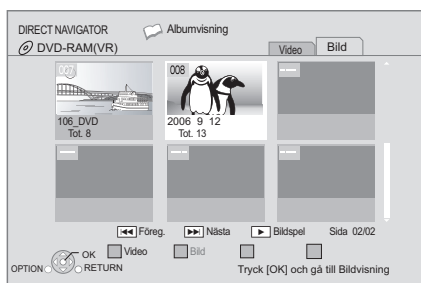 DIRECT NAVIGATOR Albumvisning
DVD-RAM(VR) Video Bild
007 008 ---
106_DVD 2006 9 12
Tot. 8 Tot. 13
--- --- ---
Föreg. Nästa Bildspel Sida 02/02
OK Video Bild
OPTION RETURN Tryck [OK] och gå till Bildvisning